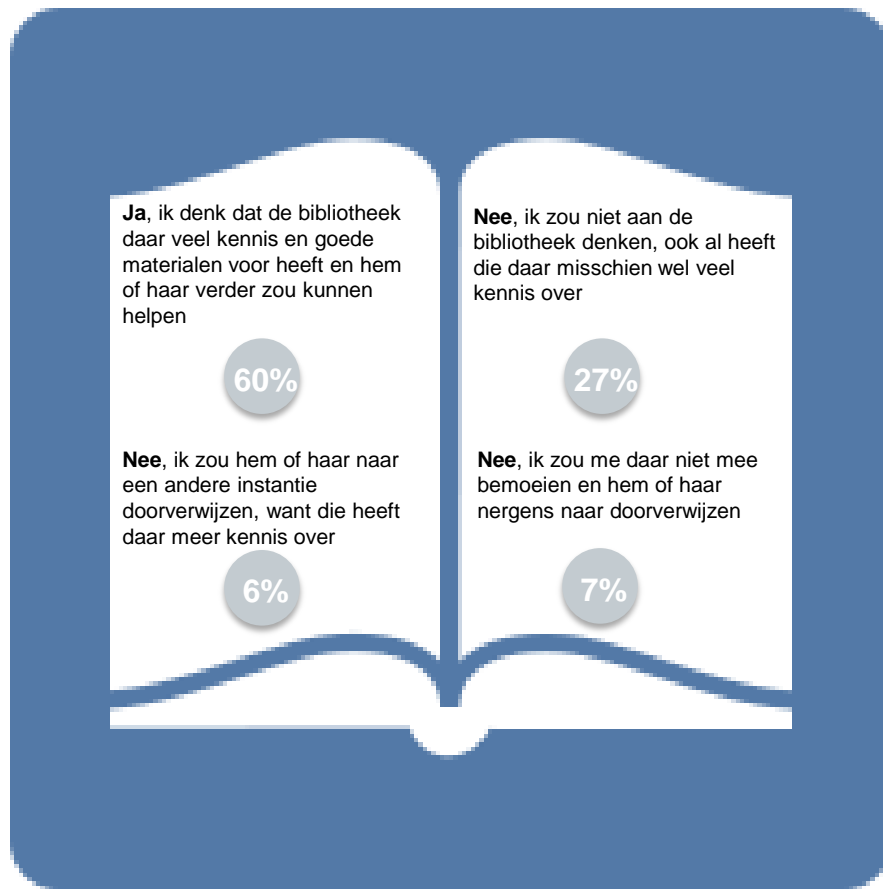 Ja, ik denk dat de bibliotheek
daar veel kennis en goede
materialen voor heeft en hem
of haar verder zou kunnen
helpen
60%
Nee, ik zou hem of haar naar
een andere instantie
doorverwijzen, want die heeft
daar meer kennis over
6%
Nee, ik zou niet aan de
bibliotheek denken, ook al heeft
die daar misschien wel veel
kennis over
27%
Nee, ik zou me daar niet mee
bemoeien en hem of haar
nergens naar doorverwijzen
7%